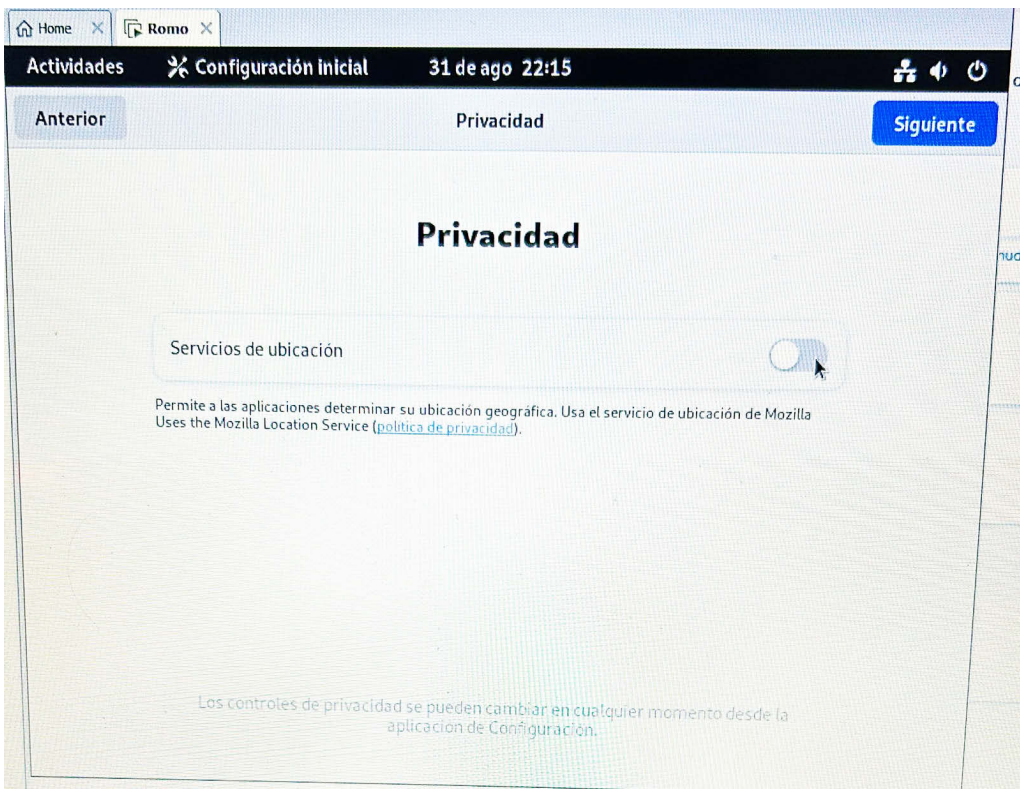 Home
Romo
Actividades
Configuración inicial
31 de ago 22:15
Anterior
Privacidad
Siguiente
Privacidad
Servicios de ubicación
Permite a las aplicaciones determinar su ubicación geográfica. Usa el servicio de ubicación de Mozilla
Uses the Mozilla Location Service (política de privacidad).
Los controles de privacidad se pueden cambiar en cualquier momento desde la
aplicación de Configuración.